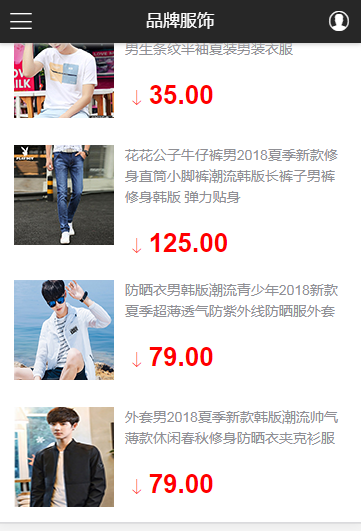 品牌服饰
男生条纹半袖夏装男装衣服
↓35.00
花花公子牛仔裤男2018夏季新款修
身直筒小脚裤潮流韩版长裤子男裤
修身韩版 弹力贴身
PLAYBOY
↓125.00
防晒衣男韩版潮流青少年2018新款
夏季超薄透气防紫外线防晒服外套
↓79.00
外套男2018夏季新款韩版潮流帅气
薄款休闲春秋修身防晒衣夹克衫服
↓79.00